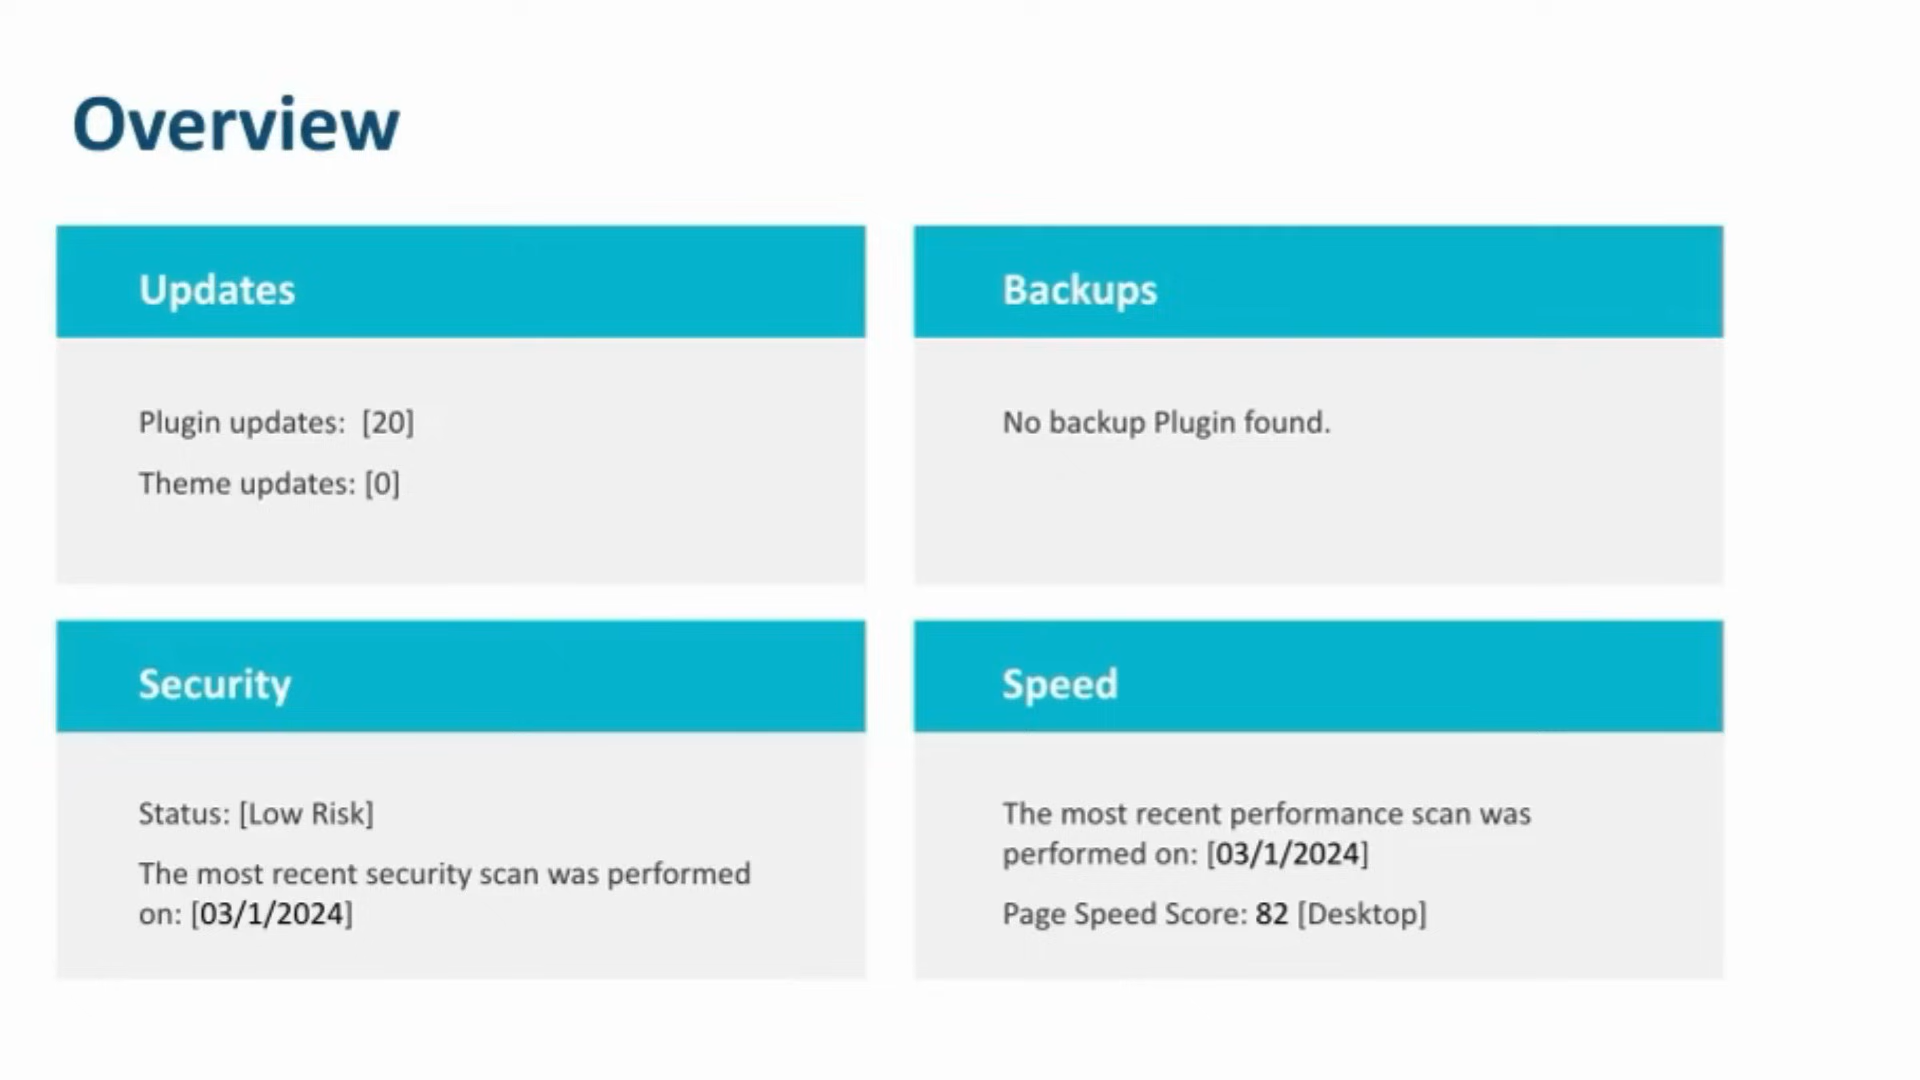 Overview
Updates
Plugin updates:  [20]
Theme updates: [0]
Backups
No backup Plugin found.
Security
Status: [Low Risk]
The most recent security scan was performed
on: [03/1/2024]
Speed
The most recent performance scan was
performed on: [03/1/2024]
Page Speed Score: 82 [Desktop]